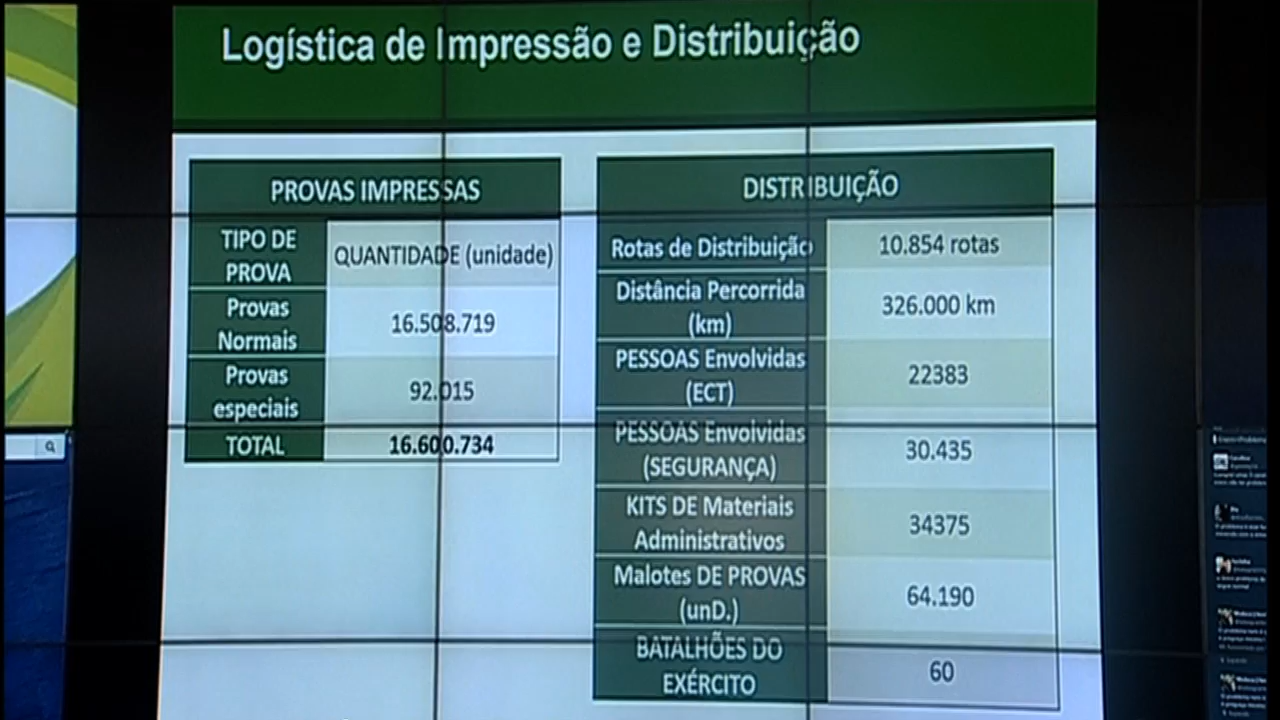 Logística de Impressão e Distribuição
PROVAS IMPRESSAS
TIPO DE
PROVA
QUANTIDADE (unidade)
Provas
Normais
16.508.719
Provas
especiais
92.015
TOTAL
16.600.734
DISTRIBUIÇÃO
Rotas de Distribuição
10.854 rotas
Distância Percorrida
(km)
326.000 km
PESSOAS Envolvidas
(ECT)
22383
PESSOAS Envolvidas
(SEGURANÇA)
30.435
KITS DE Materiais
Administrativos
34375
Malotes DE PROVAS
(unD.)
64.190
BATALHÕES DO
EXÉRCITO
60